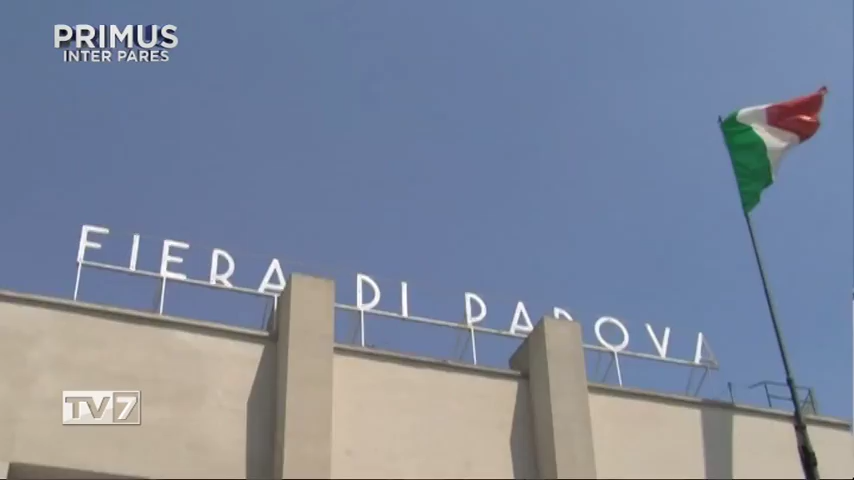 PRIMUS
INTER PARES
FIERA DI PADOVA
TV7